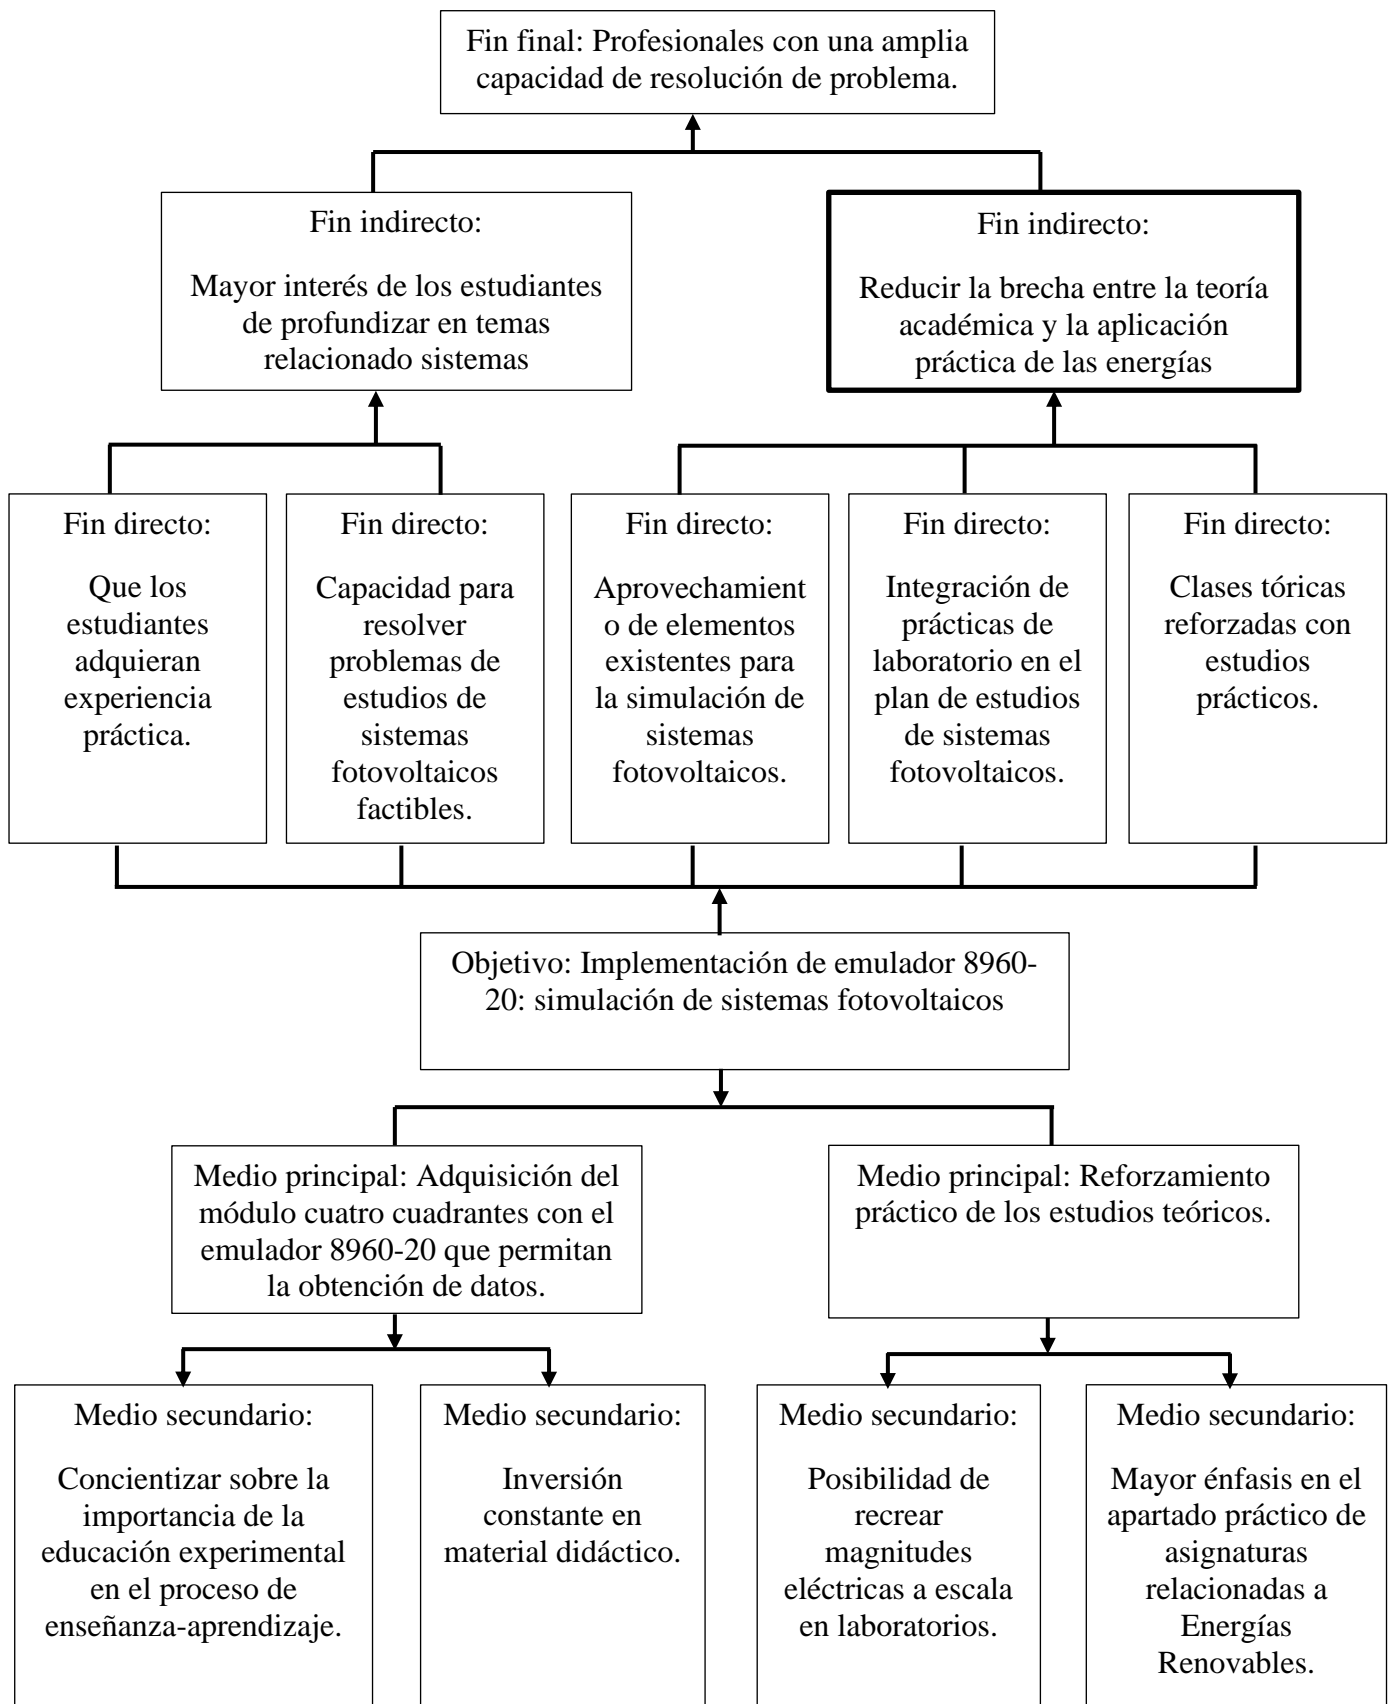 Fin final: Profesionales con una amplia
capacidad de resolución de problema.
Fin indirecto:
Mayor interés de los estudiantes
de profundizar en temas
relacionado sistemas
Fin indirecto:
Reducir la brecha entre la teoría
académica y la aplicación
práctica de las energías
Fin directo:
Que los
estudiantes
adquieran
experiencia
práctica.
Fin directo:
Capacidad para
resolver
problemas de
estudios de
sistemas
fotovoltaicos
factibles.
Fin directo:
Aprovechamient
o de elementos
existentes para
la simulación de
sistemas
fotovoltaicos.
Fin directo:
Integración de
prácticas de
laboratorio en el
plan de estudios
de sistemas
fotovoltaicos.
Fin directo:
Clases tóricas
reforzadas con
estudios
prácticos.
Objetivo: Implementación de emulador 8960-
20: simulación de sistemas fotovoltaicos
Medio principal: Adquisición del
módulo cuatro cuadrantes con el
emulador 8960-20 que permitan
la obtención de datos.
Medio principal: Reforzamiento
práctico de los estudios teóricos.
Medio secundario:
Concientizar sobre la
importancia de la
educación experimental
en el proceso de
enseñanza-aprendizaje.
Medio secundario:
Inversión
constante en
material didáctico.
Medio secundario:
Posibilidad de
recrear
magnitudes
eléctricas a escala
en laboratorios.
Medio secundario:
Mayor énfasis en el
apartado práctico de
asignaturas
relacionadas a
Energías
Renovables.